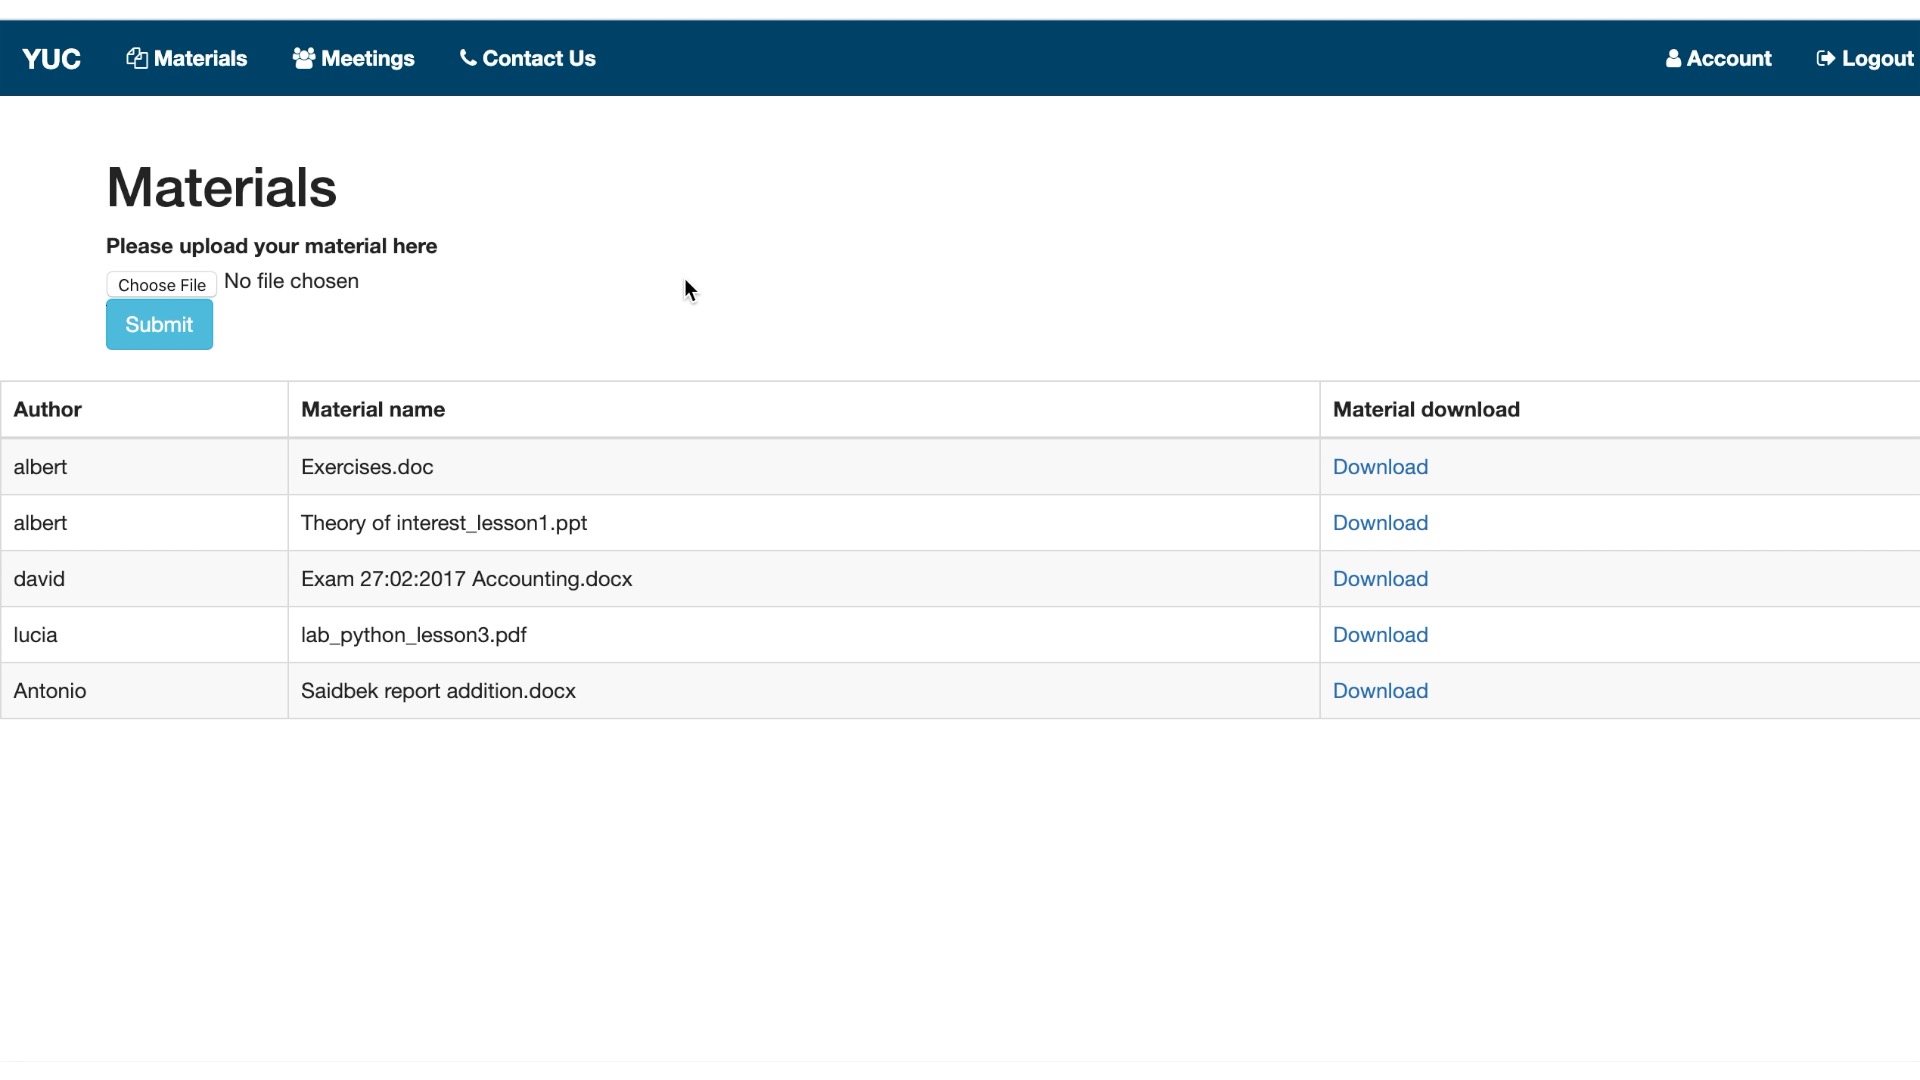 YUC Materials Meetings Contact Us Account Logout
Materials
Please upload your material here
Choose File No file chosen
Submit
Author Material name Material download
albert Exercises.doc Download
albert Theory of interest_lesson1.ppt Download
david Exam 27:02:2017 Accounting.docx Download
lucia lab_python_lesson3.pdf Download
Antonio Saidbek report addition.docx Download